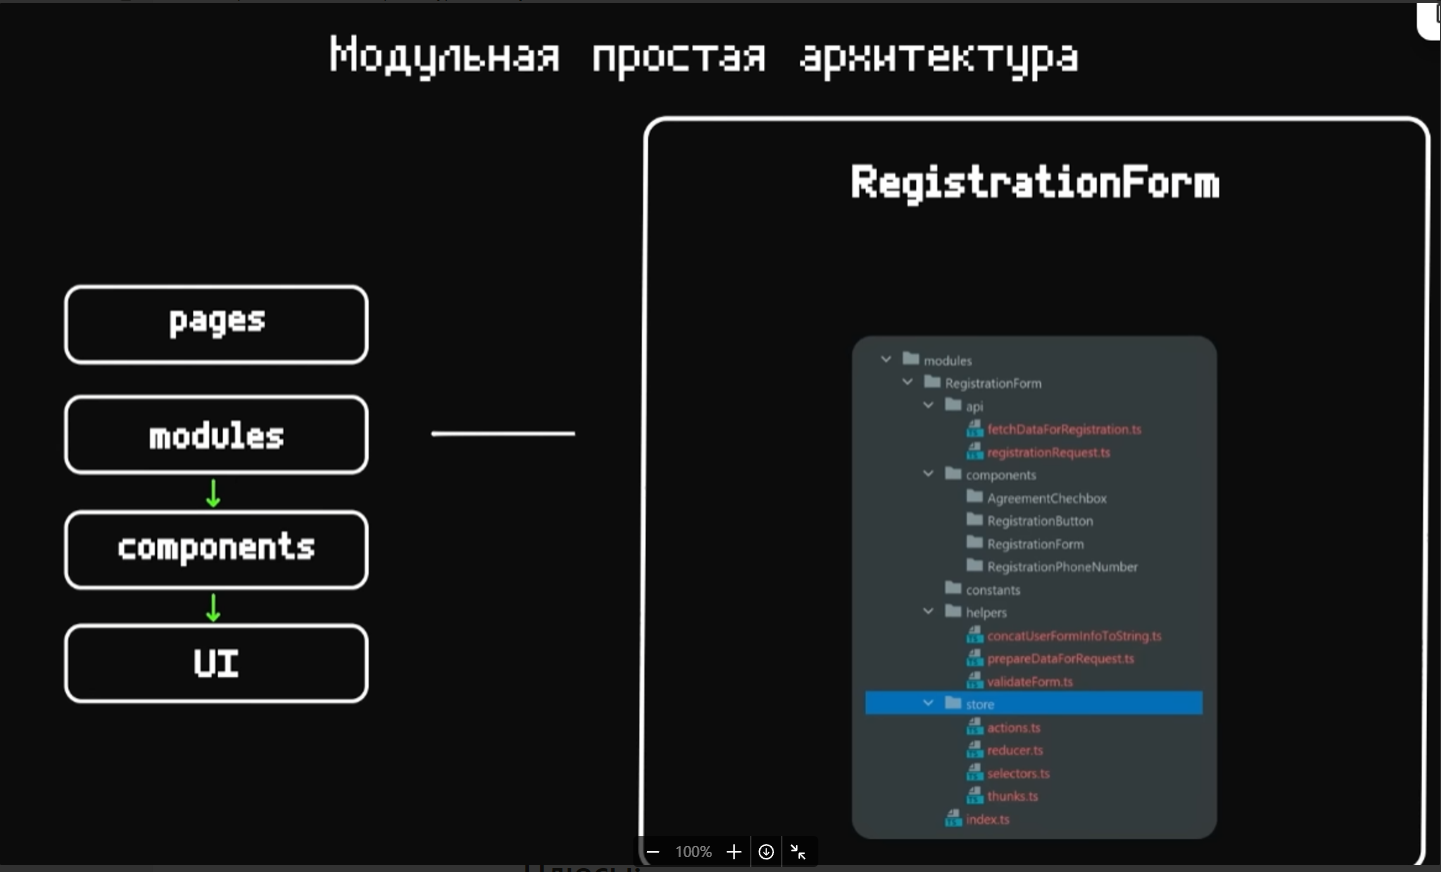 Модульная простая архитектура
RegistrationForm
pages
modules
components
UI
modules
RegistrationForm
api
fetchDataForRegistration.ts
registrationRequest.ts
components
AgreementChechbox
RegistrationButton
RegistrationForm
RegistrationPhoneNumber
constants
helpers
concatUserFormInfoToString.ts
prepareDataForRequest.ts
validateForm.ts
store
actions.ts
reducer.ts
selectors.ts
thunks.ts
index.ts
100%